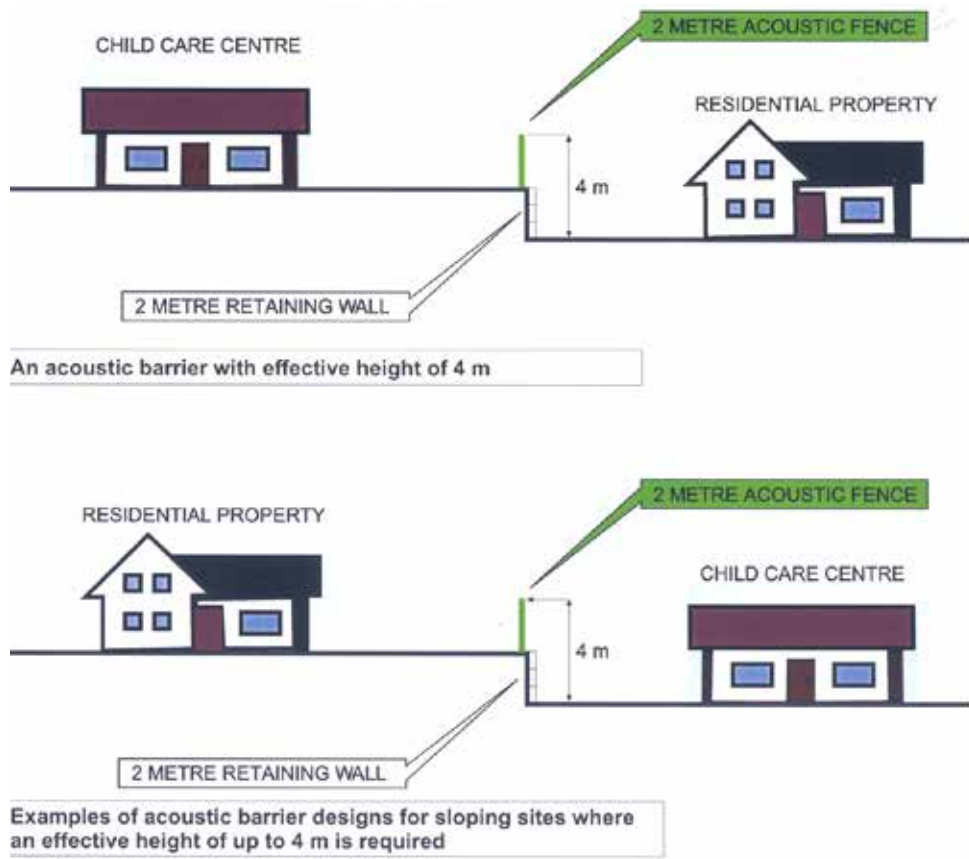 2 METRE ACOUSTIC FENCE
CHILD CARE CENTRE
RESIDENTIAL PROPERTY
4 m
2 METRE RETAINING WALL
An acoustic barrier with effective height of 4 m
2 METRE ACOUSTIC FENCE
RESIDENTIAL PROPERTY
CHILD CARE CENTRE
4 m
2 METRE RETAINING WALL
Examples of acoustic barrier designs for sloping sites where
an effective height of up to 4 m is required